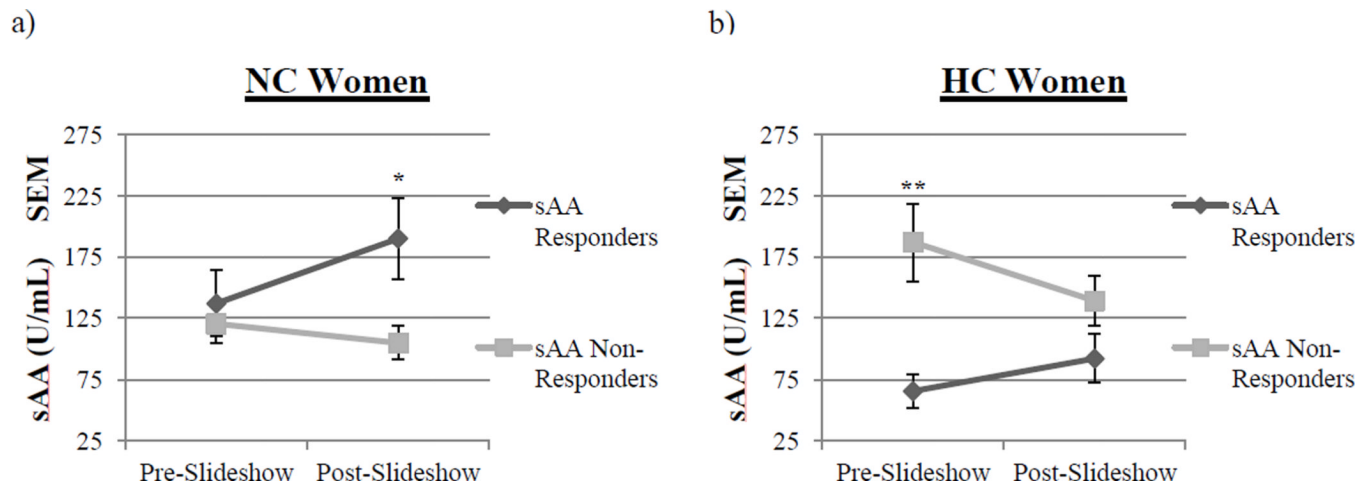 a)
NC Women
sAA (U/mL) SEM
275
225
175
125
75
25
*
Pre-Slideshow
Post-Slideshow
sAA
Responders
sAA Non-
Responders
b)
HC Women
sAA (U/mL) SEM
275
225
175
125
75
25
**
Pre-Slideshow
Post-Slideshow
sAA
Responders
sAA Non-
Responders